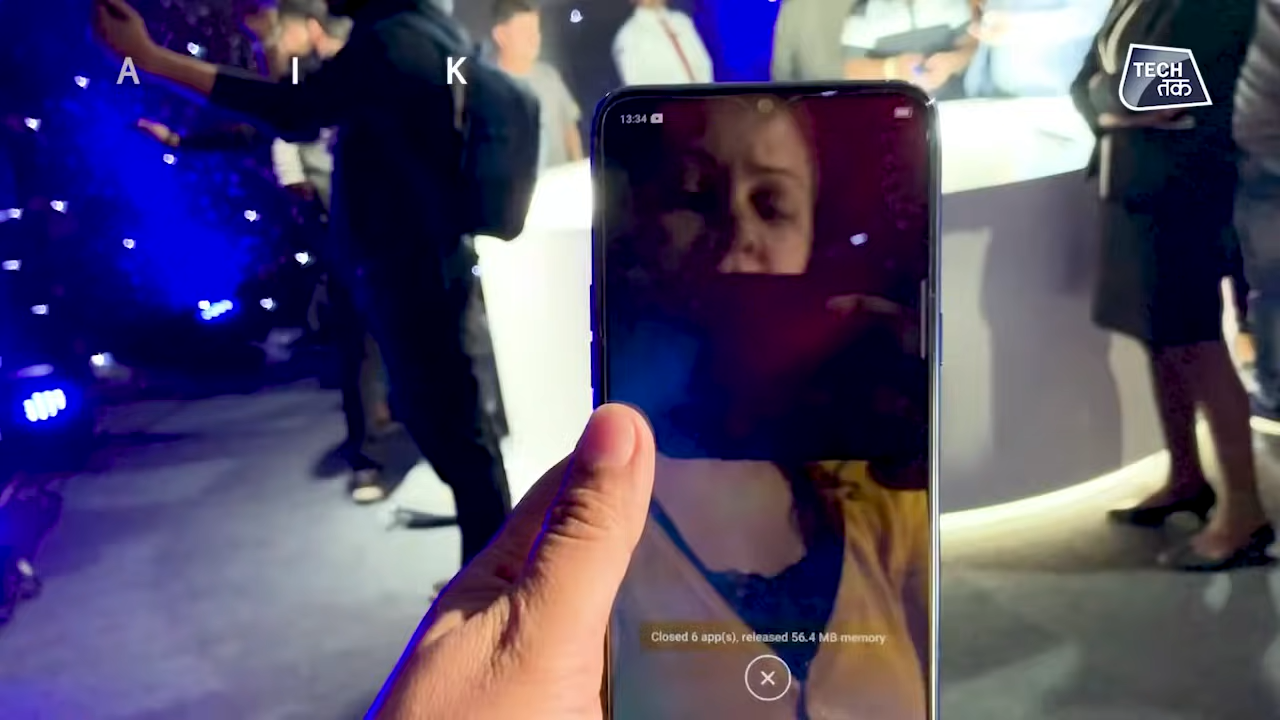 A I K
TECH
तक
13:34
Closed 6 app(s), released 56.4 MB memory